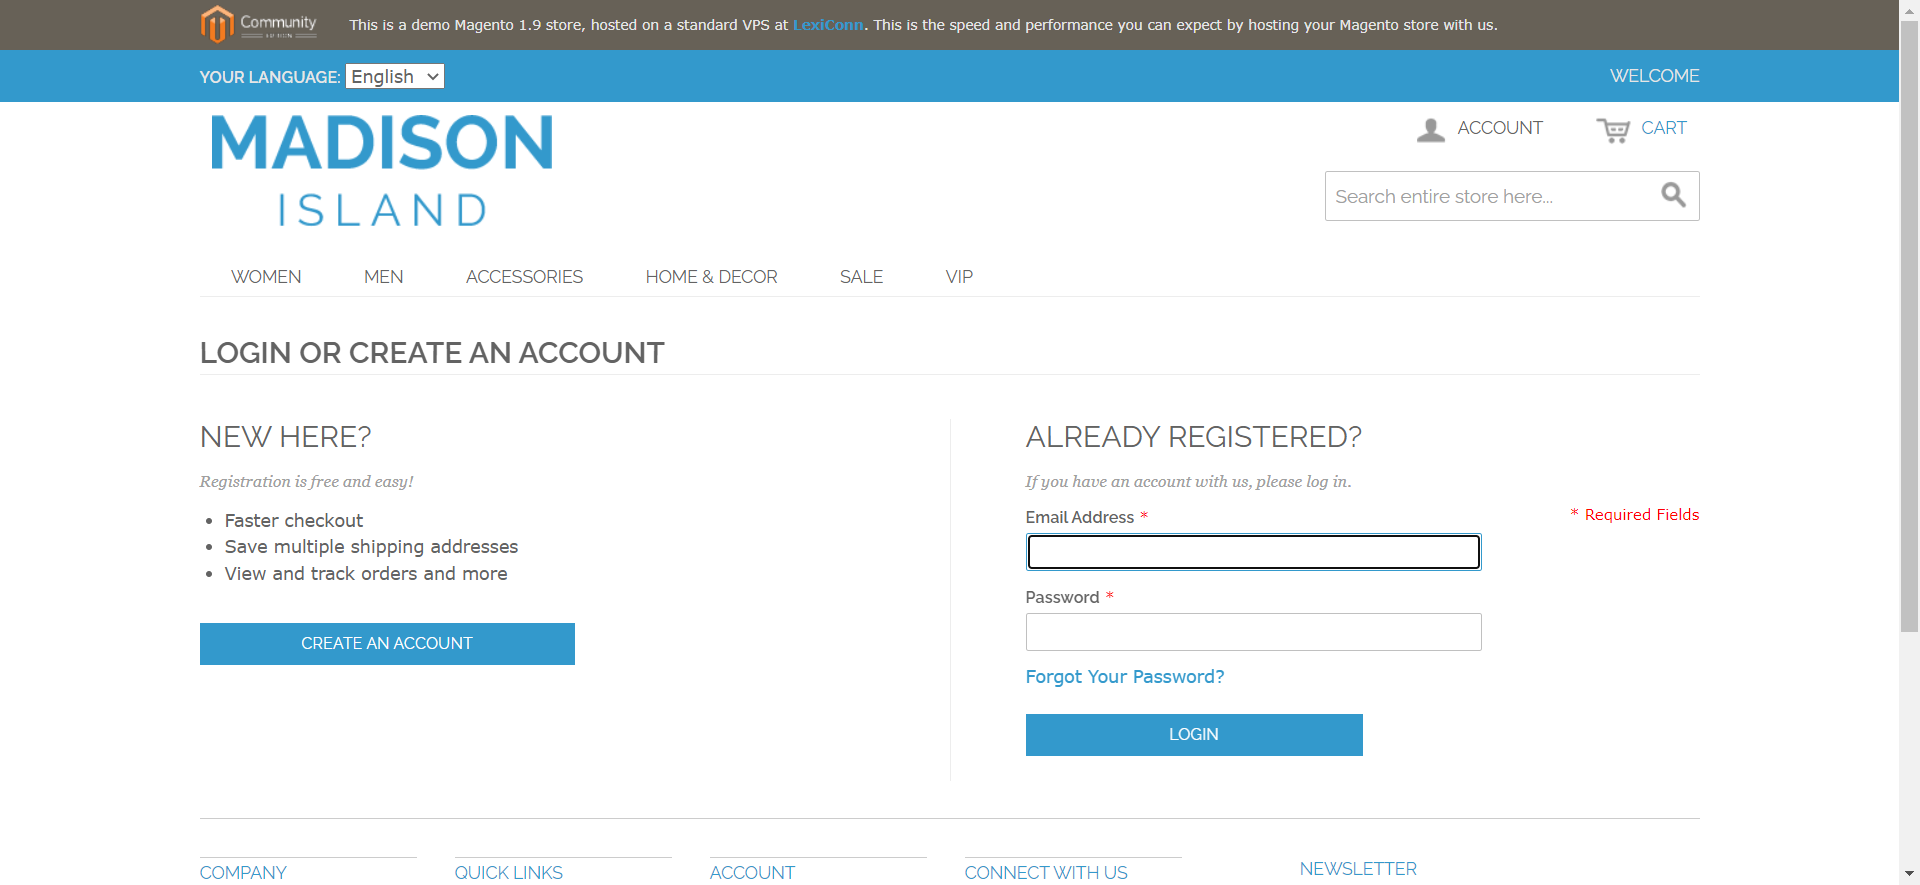 Community
This is a demo Magento 1.9 store, hosted on a standard VPS at LexiConn. This is the speed and performance you can expect by hosting your Magento store with us.
YOUR LANGUAGE: English
WELCOME
MADISON
ISLAND
ACCOUNT
CART
Search entire store here...
WOMEN MEN ACCESSORIES HOME & DECOR SALE VIP
LOGIN OR CREATE AN ACCOUNT
NEW HERE?
Registration is free and easy!
• Faster checkout
• Save multiple shipping addresses
• View and track orders and more
CREATE AN ACCOUNT
ALREADY REGISTERED?
If you have an account with us, please log in.
* Required Fields
Email Address *
Password *
Forgot Your Password?
LOGIN
COMPANY QUICK LINKS ACCOUNT CONNECT WITH US NEWSLETTER